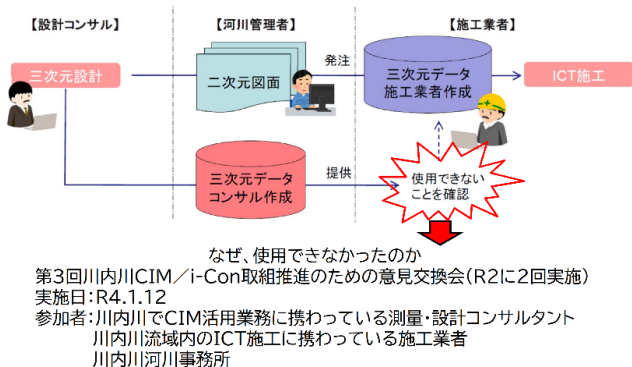 【設計コンサル】
【河川管理者】
【施工業者】
三次元設計
二次元図面
発注
三次元データ
施工業者作成
ICT施工
三次元データ
コンサル作成
提供
使用できない
ことを確認
なぜ、使用できなかったのか
第3回川内川CIM／i-Con取組推進のための意見交換会(R2に2回実施)
実施日:R4.1.12
参加者:川内川でCIM活用業務に携わっている測量・設計コンサルタント
川内川流域内のICT施工に携わっている施工業者
川内川河川事務所